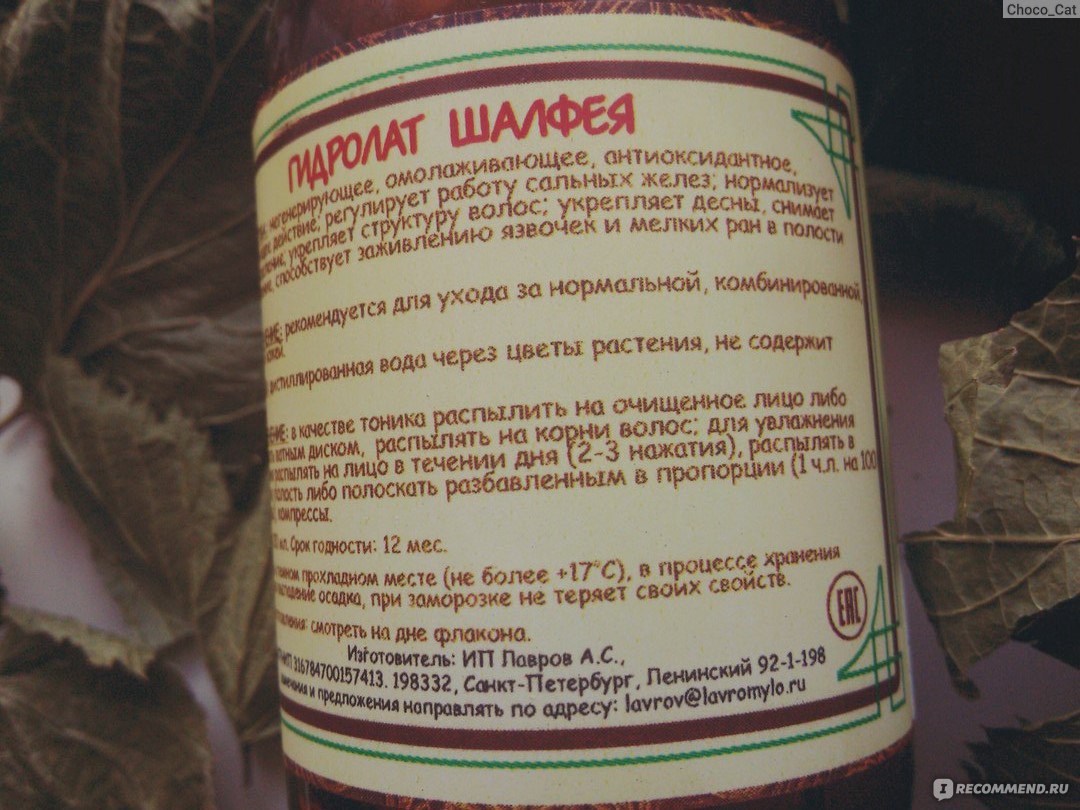 Choco_Cat
ГИДРОЛАТ ШАЛФЕЯ
омолаживающее, антиоксидантное,
действие; регулирует работу сальных желез; нормализует
укрепляет структуру волос; укрепляет десны, снимает
способствует заживлению язвочек и мелких ран в полости
рекомендуется для ухода за нормальной, комбинированной,
дистиллированная вода через цветы растения, не содержит
в качестве тоника распылить на очищенное лицо либо
ватным диском, распылять на корни волос; для увлажнения
распылять на лицо в течении дня (2-3 нажатия), распылять в
полость либо полоскать разбавленным в пропорции (1 ч.л. на 100
компрессы.
мл. Срок годности: 12 мес.
прохладном месте (не более +17°C), в процессе хранения
осадка, при заморозке не теряет своих свойств.
смотреть на дне флакона.
EAC
Изготовитель: ИП Лавров А.С.,
316784700157413. 198332, Санкт-Петербург, Ленинский 92-1-198
и предложения направлять по адресу: lavrov@lavromylo.ru
IRECOMMEND.RU